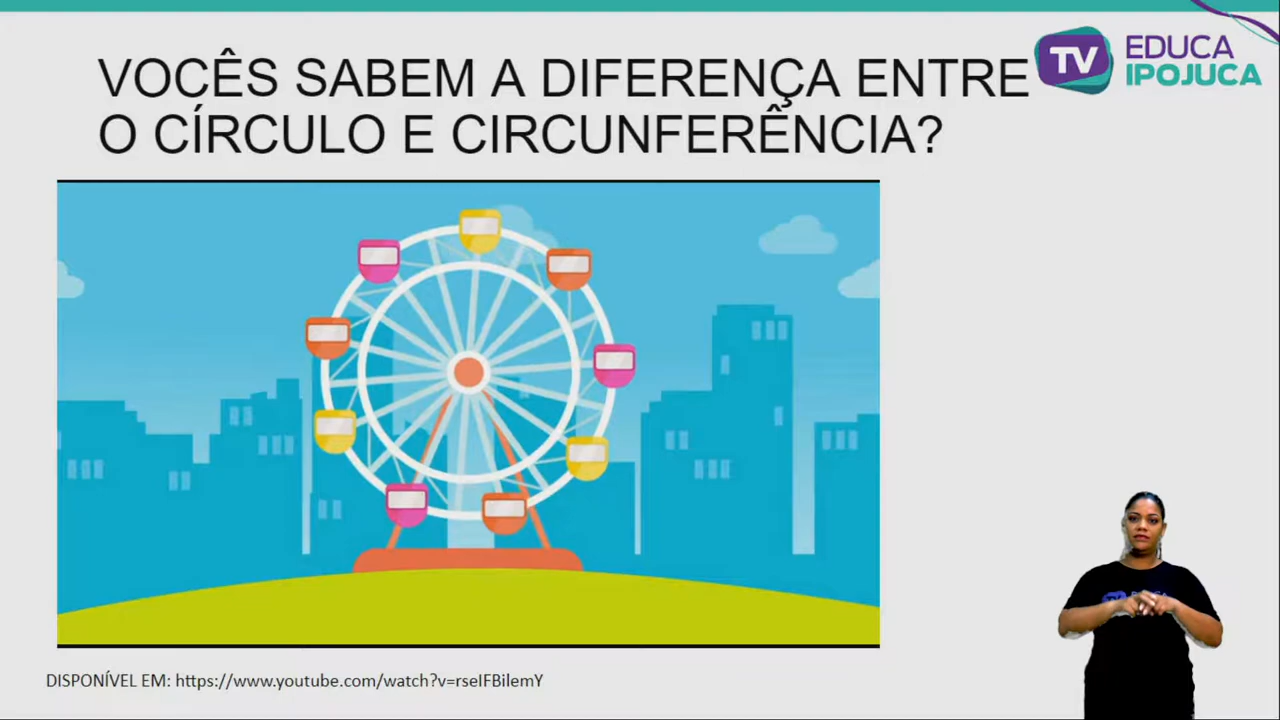 VOCÊS SABEM A DIFERENÇA ENTRE
O CÍRCULO E CIRCUNFERÊNCIA?
TV EDUCA
IPOJUCA
DISPONÍVEL EM: https://www.youtube.com/watch?v=rseIFBilemY